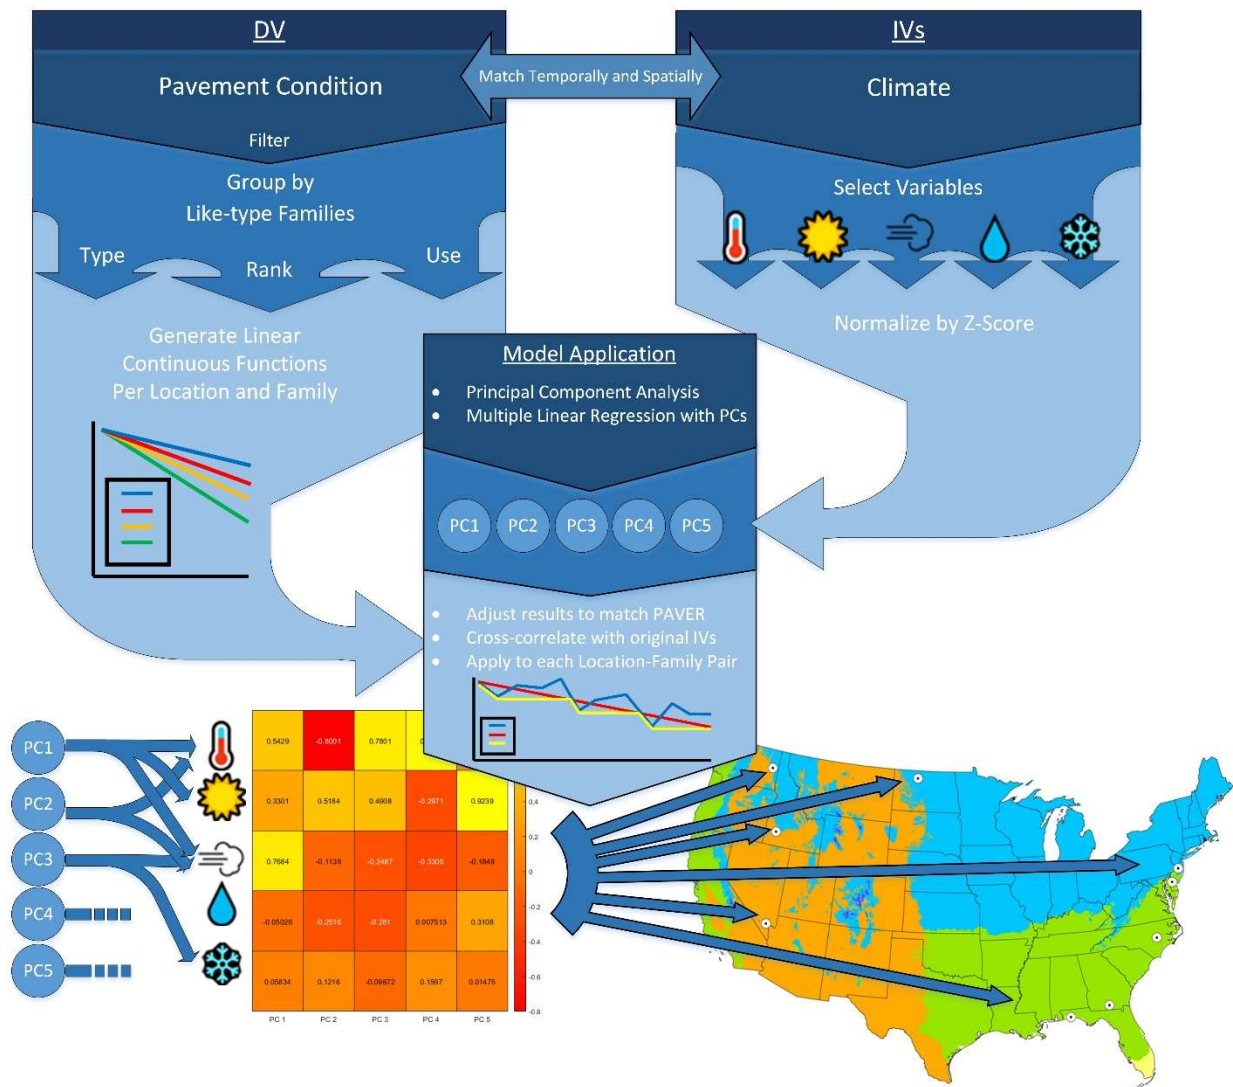 DV
IVs
Match Temporally and Spatially
Pavement Condition
Climate
Filter
Group by
Like-type Families
Type
Rank
Use
Select Variables
Generate Linear
Continuous Functions
Per Location and Family
Normalize by Z-Score
Model Application
• Principal Component Analysis
• Multiple Linear Regression with PCs
PC1
PC2
PC3
PC4
PC5
• Adjust results to match PAVER
• Cross-correlate with original IVs
• Apply to each Location-Family Pair
PC1
PC2
PC3
PC4
PC5
0.5429 -0.8001 0.7801
0.3301 0.5184 0.4908 -0.2971 0.9239
0.7684 -0.1139 -0.2487 -0.3306 -0.1848
-0.05026 -0.2516 -0.281 0.007513 0.3108
0.05834 0.1216 -0.09872 0.1597 0.01475
0.4
0.2
0
-0.2
-0.4
-0.6
-0.8
PC 1 PC 2 PC 3 PC 4 PC 5